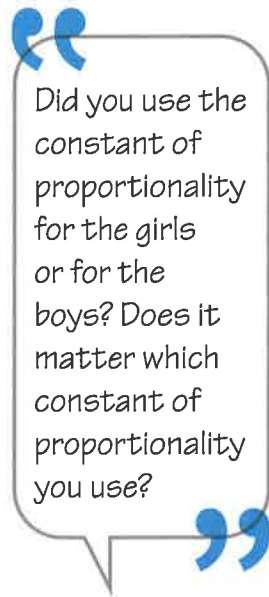 Did you use the
constant of
proportionality
for the girls
or for the
boys? Does it
matter which
constant of
proportionality
you use?